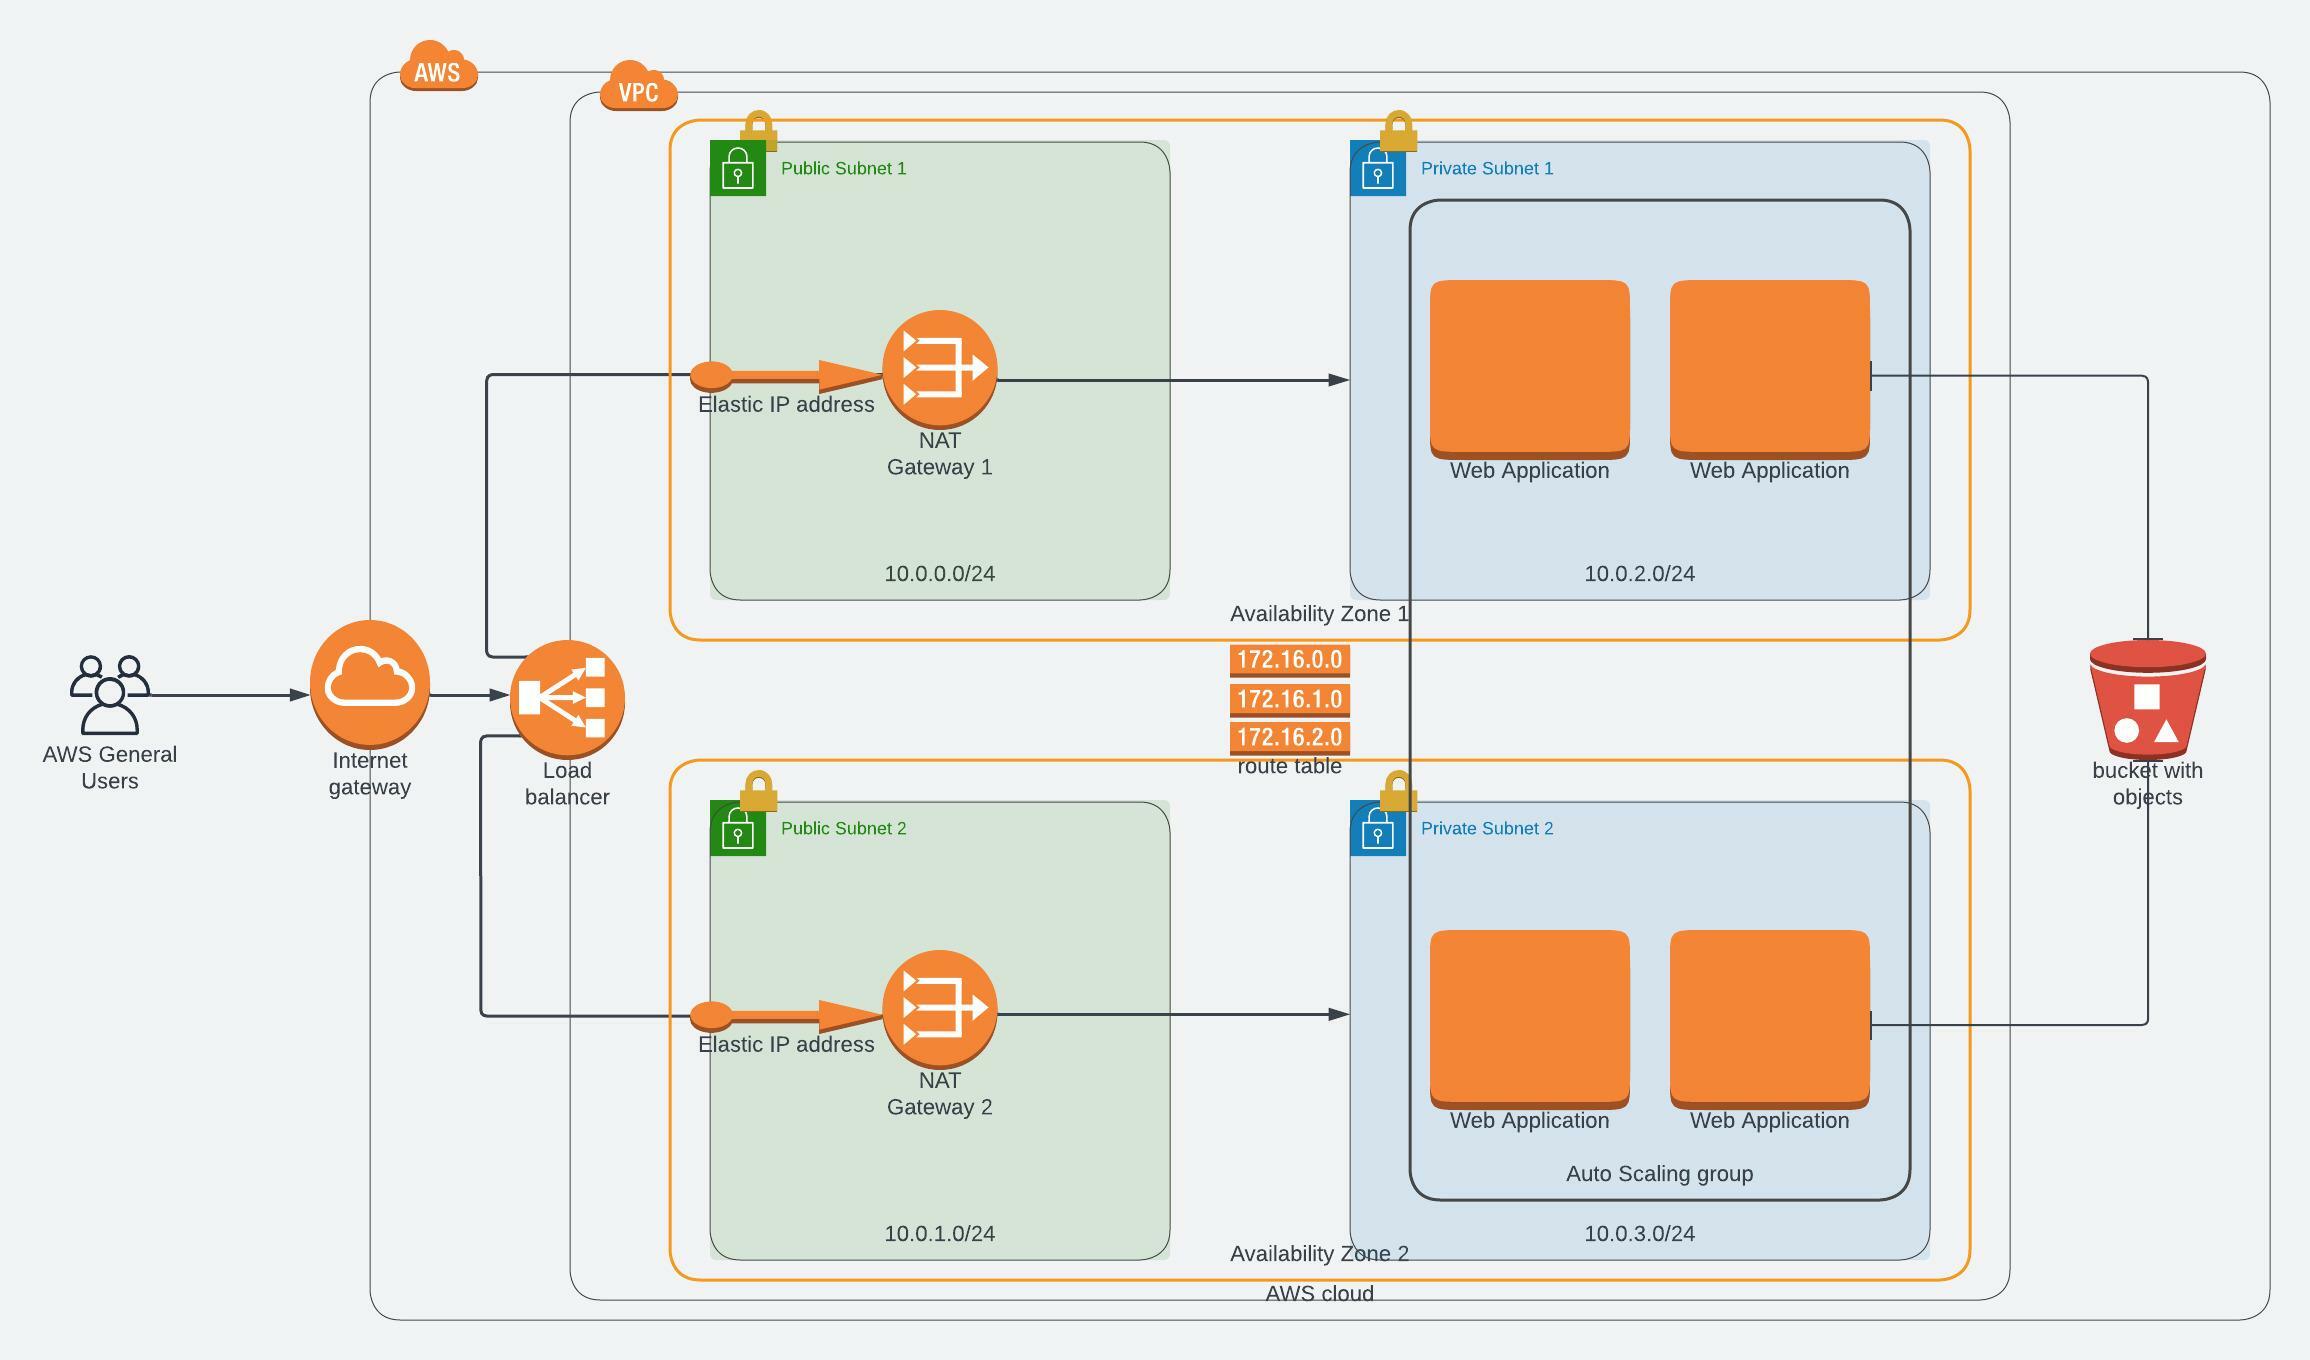 AWS
VPC
Public Subnet 1
Private Subnet 1
Elastic IP address
NAT
Gateway 1
Web Application
Web Application
10.0.0.0/24
10.0.2.0/24
Availability Zone 1
172.16.0.0
172.16.1.0
172.16.2.0
route table
AWS General
Users
Internet
gateway
Load
balancer
bucket with
objects
Public Subnet 2
Private Subnet 2
Elastic IP address
NAT
Gateway 2
Web Application
Web Application
Auto Scaling group
10.0.1.0/24
10.0.3.0/24
Availability Zone 2
AWS cloud